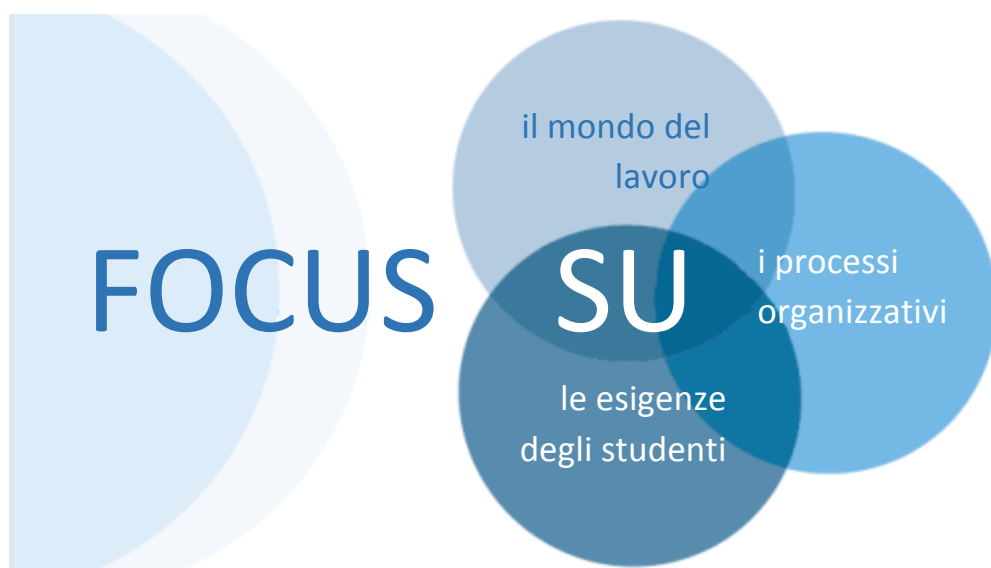 il mondo del
lavoro
FOCUS SU
i processi
organizzativi
le esigenze
degli studenti